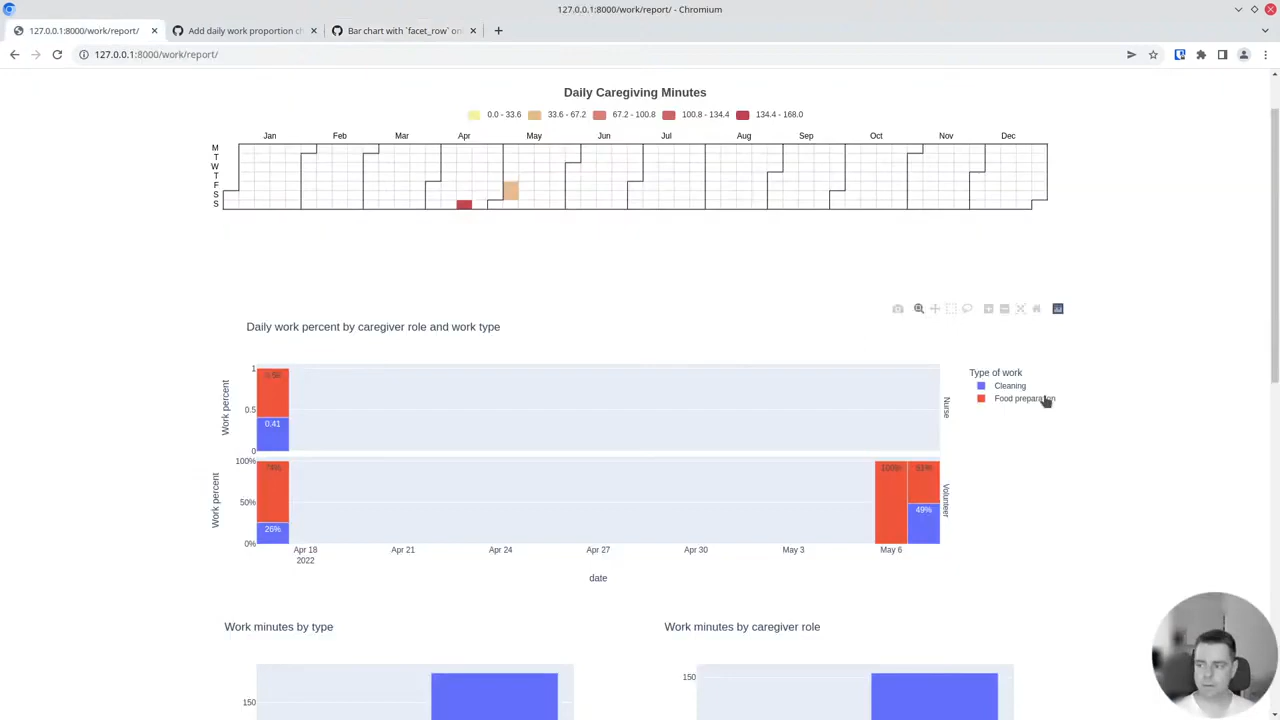 127.0.0.1:8000/work/report/ - Chromium
127.0.0.1:8000/work/report/
Add daily work proportion ch
Bar chart with `facet_row` on
127.0.0.1:8000/work/report/
Daily Caregiving Minutes
0.0 - 33.6
33.6 - 67.2
67.2 - 100.8
100.8 - 134.4
134.4 - 168.0
Jan Feb Mar Apr May Jun Jul Aug Sep Oct Nov Dec
M
T
W
T
F
S
S
Daily work percent by caregiver role and work type
Type of work
Cleaning
Food preparation
Work percent
1
0.5
0
0.41
Nurse
Work percent
100%
50%
0%
74%
26%
100%
51%
49%
Volunteer
Apr 18 Apr 21 Apr 24 Apr 27 Apr 30 May 3 May 6
2022
date
Work minutes by type
Work minutes by caregiver role
150
150